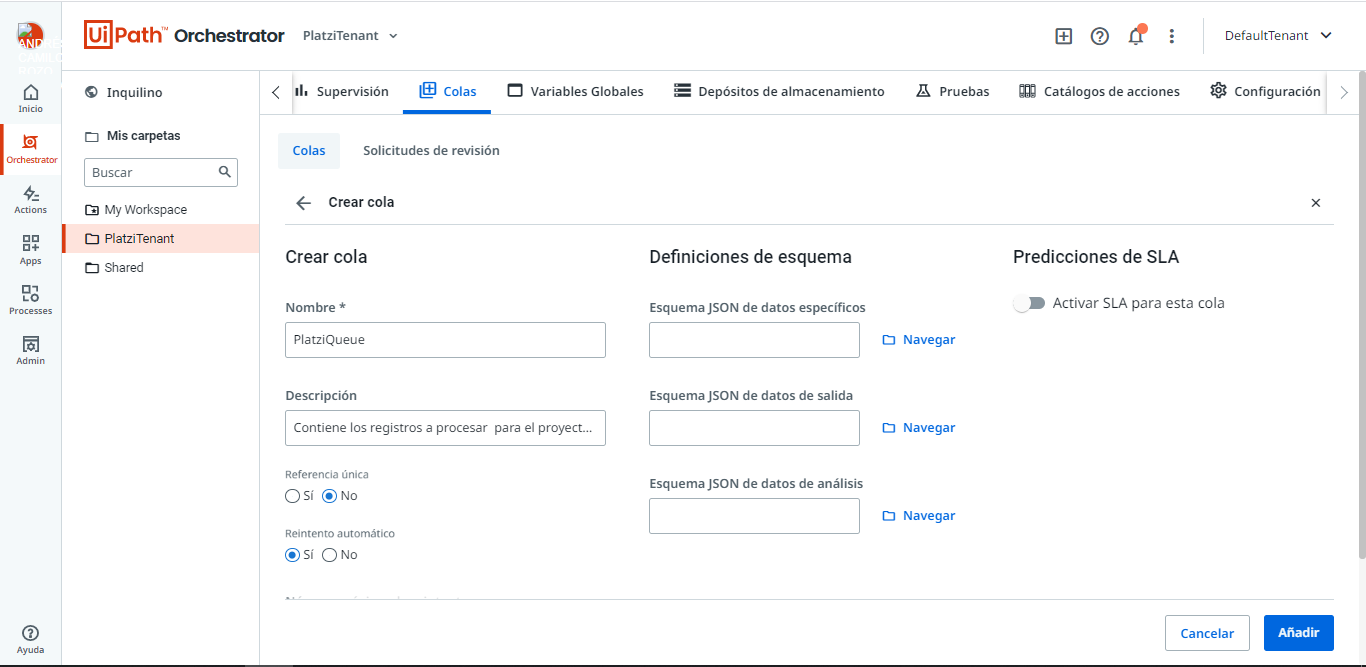 UiPath™ Orchestrator
PlatziTenant
DefaultTenant
Inicio
Orchestrator
Actions
Apps
Processes
Admin
Ayuda
Inquilino
Mis carpetas
Buscar
My Workspace
PlatziTenant
Shared
Supervisión
Colas
Variables Globales
Depósitos de almacenamiento
Pruebas
Catálogos de acciones
Configuración
Colas
Solicitudes de revisión
Crear cola
Crear cola
Nombre *
PlatziQueue
Descripción
Contiene los registros a procesar para el proyect...
Referencia única
Sí No
Reintento automático
Sí No
Definiciones de esquema
Esquema JSON de datos específicos
Navegar
Esquema JSON de datos de salida
Navegar
Esquema JSON de datos de análisis
Navegar
Predicciones de SLA
Activar SLA para esta cola
Cancelar
Añadir